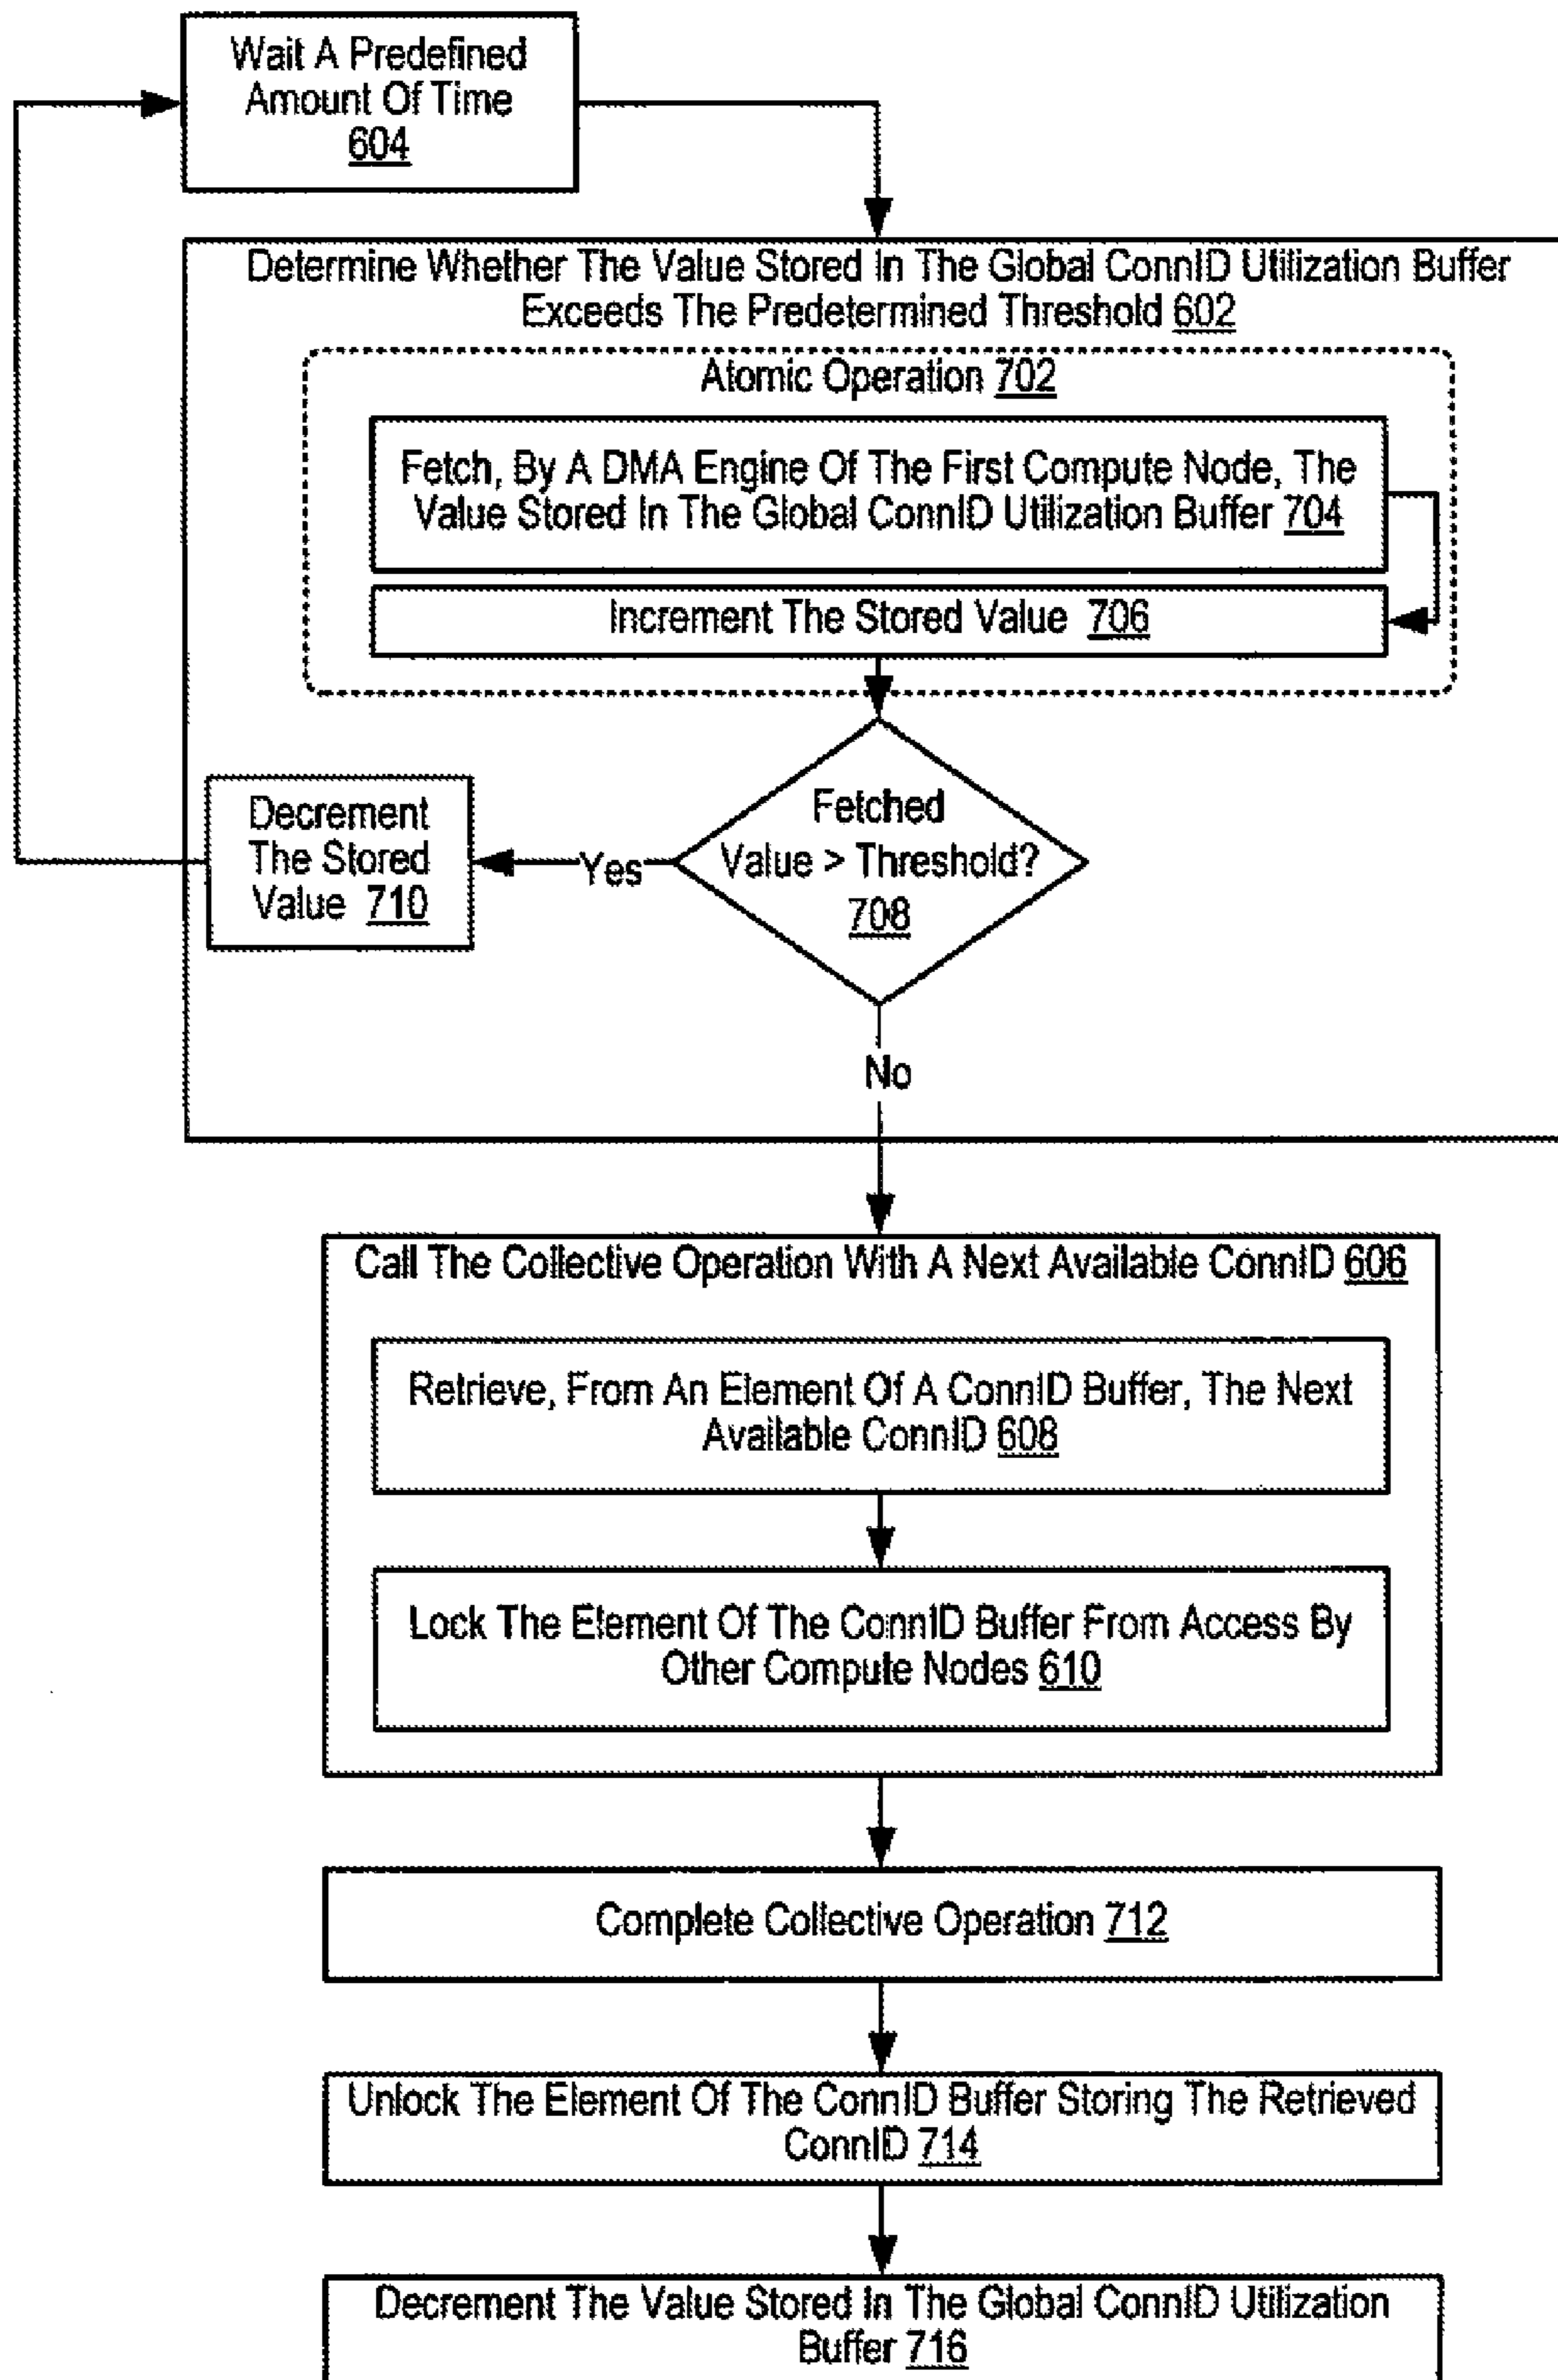 Wait A Predefined
Amount Of Time
604
Determine Whether The Value Stored In The Global ConnID Utilization Buffer
Exceeds The Predetermined Threshold 602
Atomic Operation 702
Fetch, By A DMA Engine Of The First Compute Node, The
Value Stored In The Global ConnID Utilization Buffer 704
Increment The Stored Value 706
Fetched
Value > Threshold?
708
Yes
Decrement
The Stored
Value 710
No
Call The Collective Operation With A Next Available ConnID 606
Retrieve, From An Element Of A ConnID Buffer, The Next
Available ConnID 608
Lock The Element Of The ConnID Buffer From Access By
Other Compute Nodes 610
Complete Collective Operation 712
Unlock The Element Of The ConnID Buffer Storing The Retrieved
ConnID 714
Decrement The Value Stored In The Global ConnID Utilization
Buffer 716